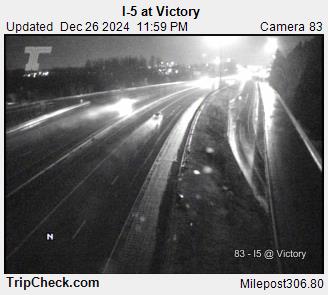 I-5 at Victory
Updated Dec 26 2024 11:59 PM Camera 83
N
83 - I5 @ Victory
TripCheck.com Milepost306.80